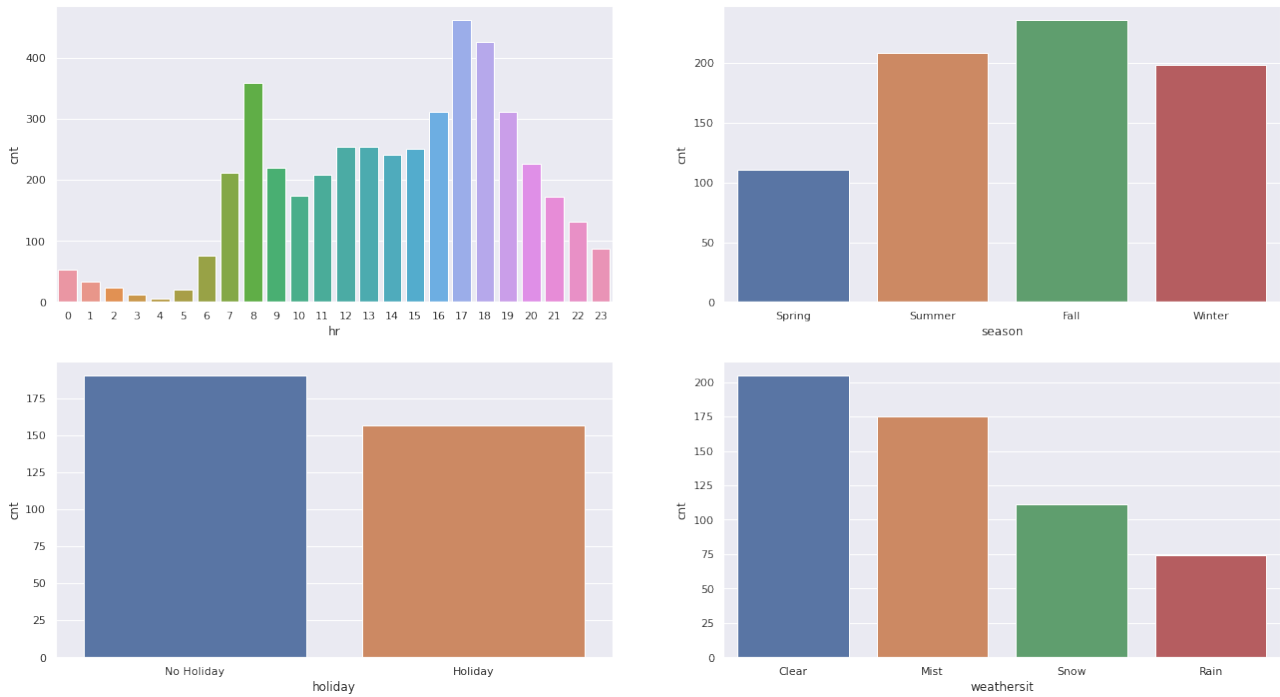 cnt
400
300
200
100
0
0 1 2 3 4 5 6 7 8 9 10 11 12 13 14 15 16 17 18 19 20 21 22 23
hr
cnt
200
150
100
50
0
Spring Summer Fall Winter
season
cnt
175
150
125
100
75
50
25
0
No Holiday Holiday
holiday
cnt
200
175
150
125
100
75
50
25
0
Clear Mist Snow Rain
weathersit